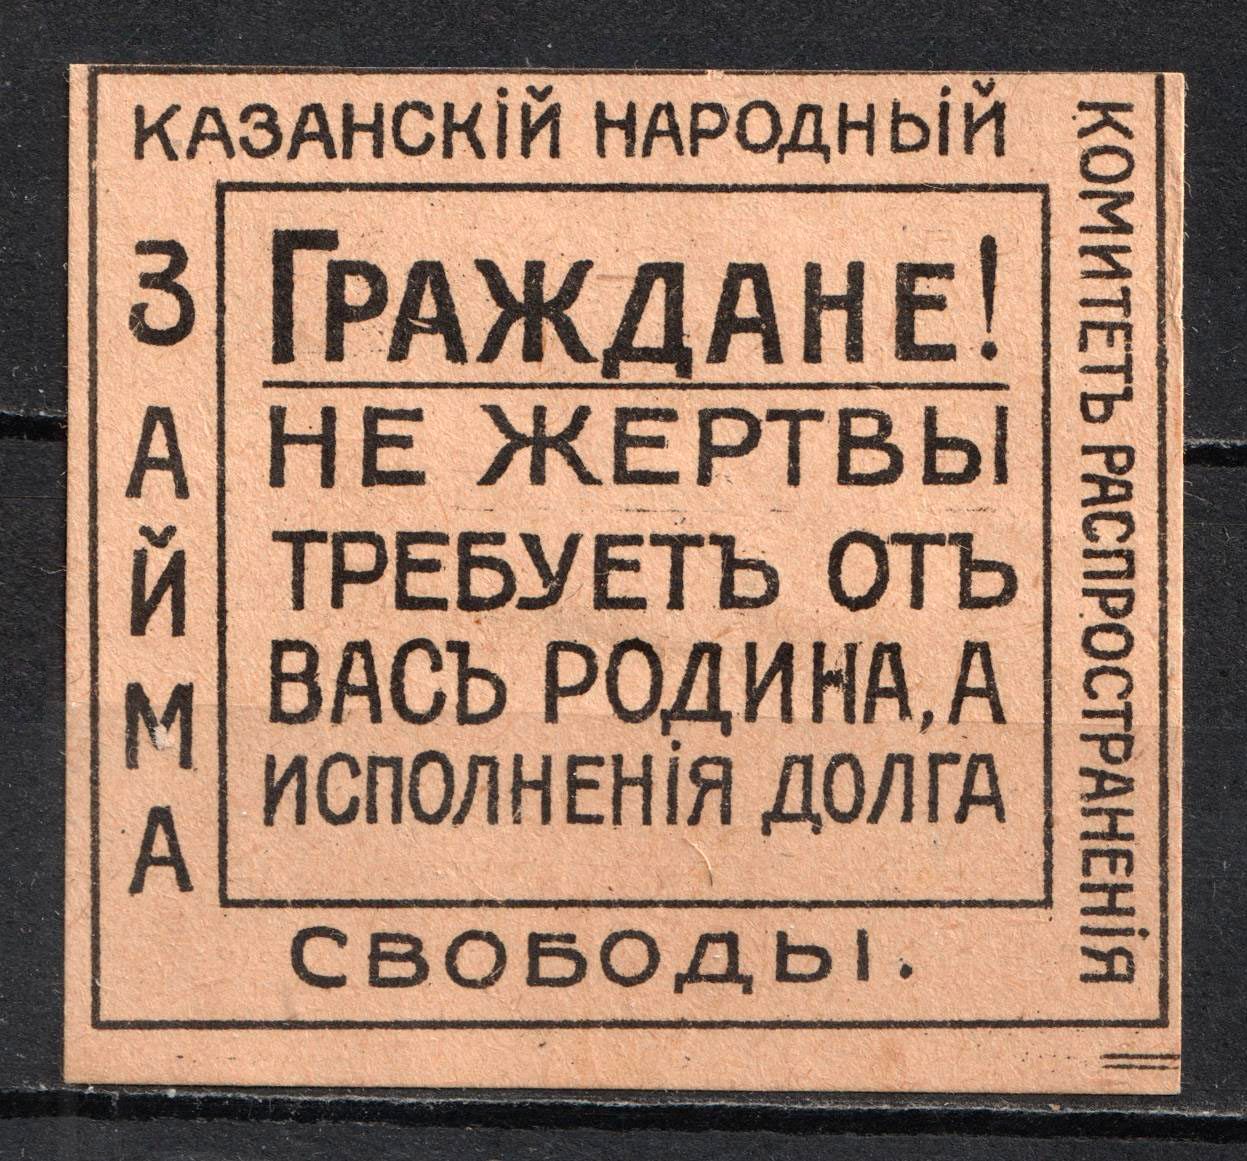 КАЗАНСКІЙ НАРОДНЫЙ
КОМИТЕТЪ РАСПРОСТРАНЕНІЯ
ЗАЙМА
СВОБОДЫ.
ГРАЖДАНЕ!
НЕ ЖЕРТВЫ
ТРЕБУЕТЪ ОТЪ
ВАСЪ РОДИНА, А
ИСПОЛНЕНІЯ ДОЛГА